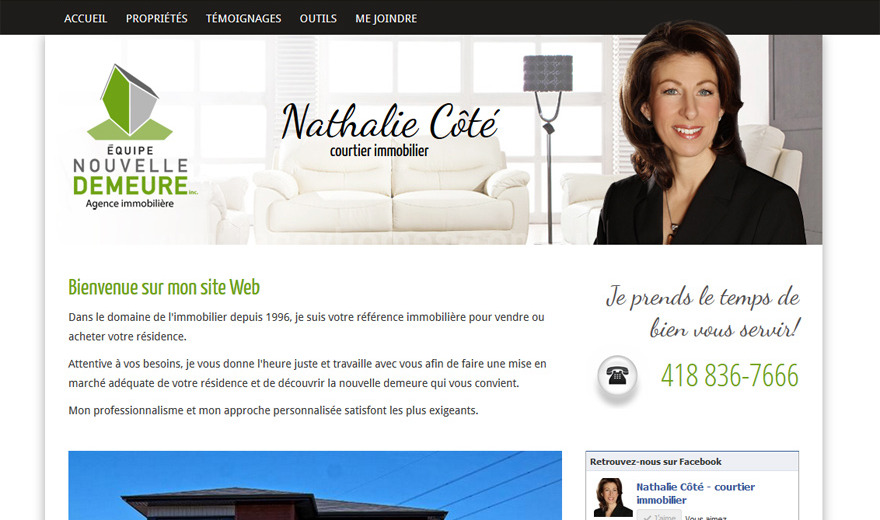 ACCUEIL PROPRIÉTÉS TÉMOIGNAGES OUTILS ME JOINDRE
ÉQUIPE
NOUVELLE
DEMEURE inc.
Agence immobilière
Nathalie Côté
courtier immobilier
Bienvenue sur mon site Web
Dans le domaine de l'immobilier depuis 1996, je suis votre référence immobilière pour vendre ou
acheter votre résidence.
Attentive à vos besoins, je vous donne l'heure juste et travaille avec vous afin de faire une mise en
marché adéquate de votre résidence et de découvrir la nouvelle demeure qui vous convient.
Mon professionnalisme et mon approche personnalisée satisfont les plus exigeants.
Je prends le temps de
bien vous servir!
418 836-7666
Retrouvez-nous sur Facebook
Nathalie Côté - courtier
immobilier
J'aime Vous aimez